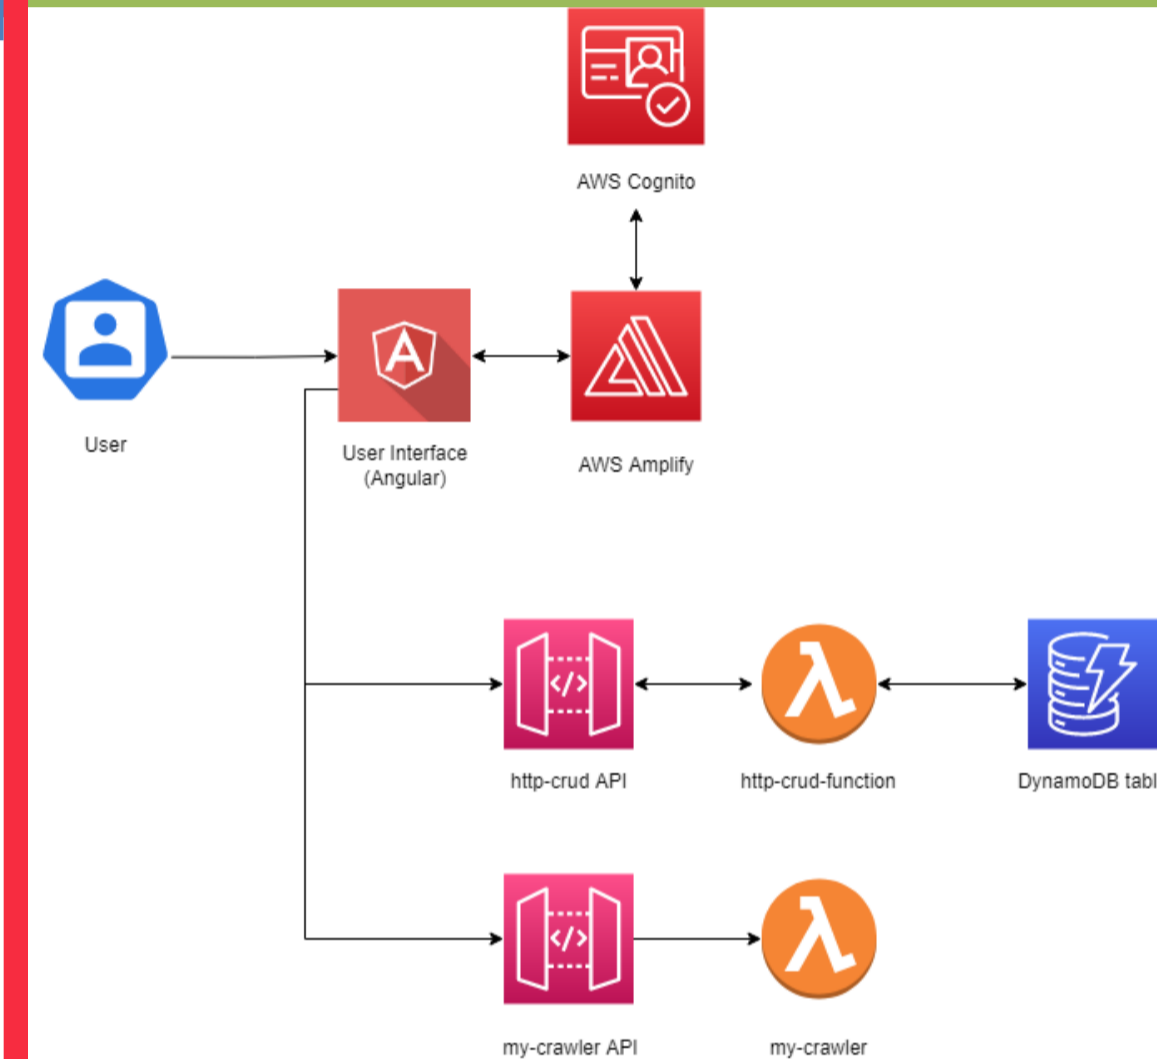 AWS Cognito
User
User Interface
(Angular)
AWS Amplify
</>
http-crud API
http-crud-function
DynamoDB tabl
</>
my-crawler API
my-crawler